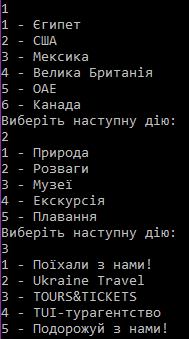 1
1 - Єгипет
2 - США
3 - Мексика
4 - Велика Британія
5 - ОАЕ
6 - Канада
Виберіть наступну дію:
2
1 - Природа
2 - Розваги
3 - Музеї
4 - Екскурсія
5 - Плавання
Виберіть наступну дію:
3
1 - Поїхали з нами!
2 - Ukraine Travel
3 - TOURS&TICKETS
4 - TUI-турагентство
5 - Подорожуй з нами!